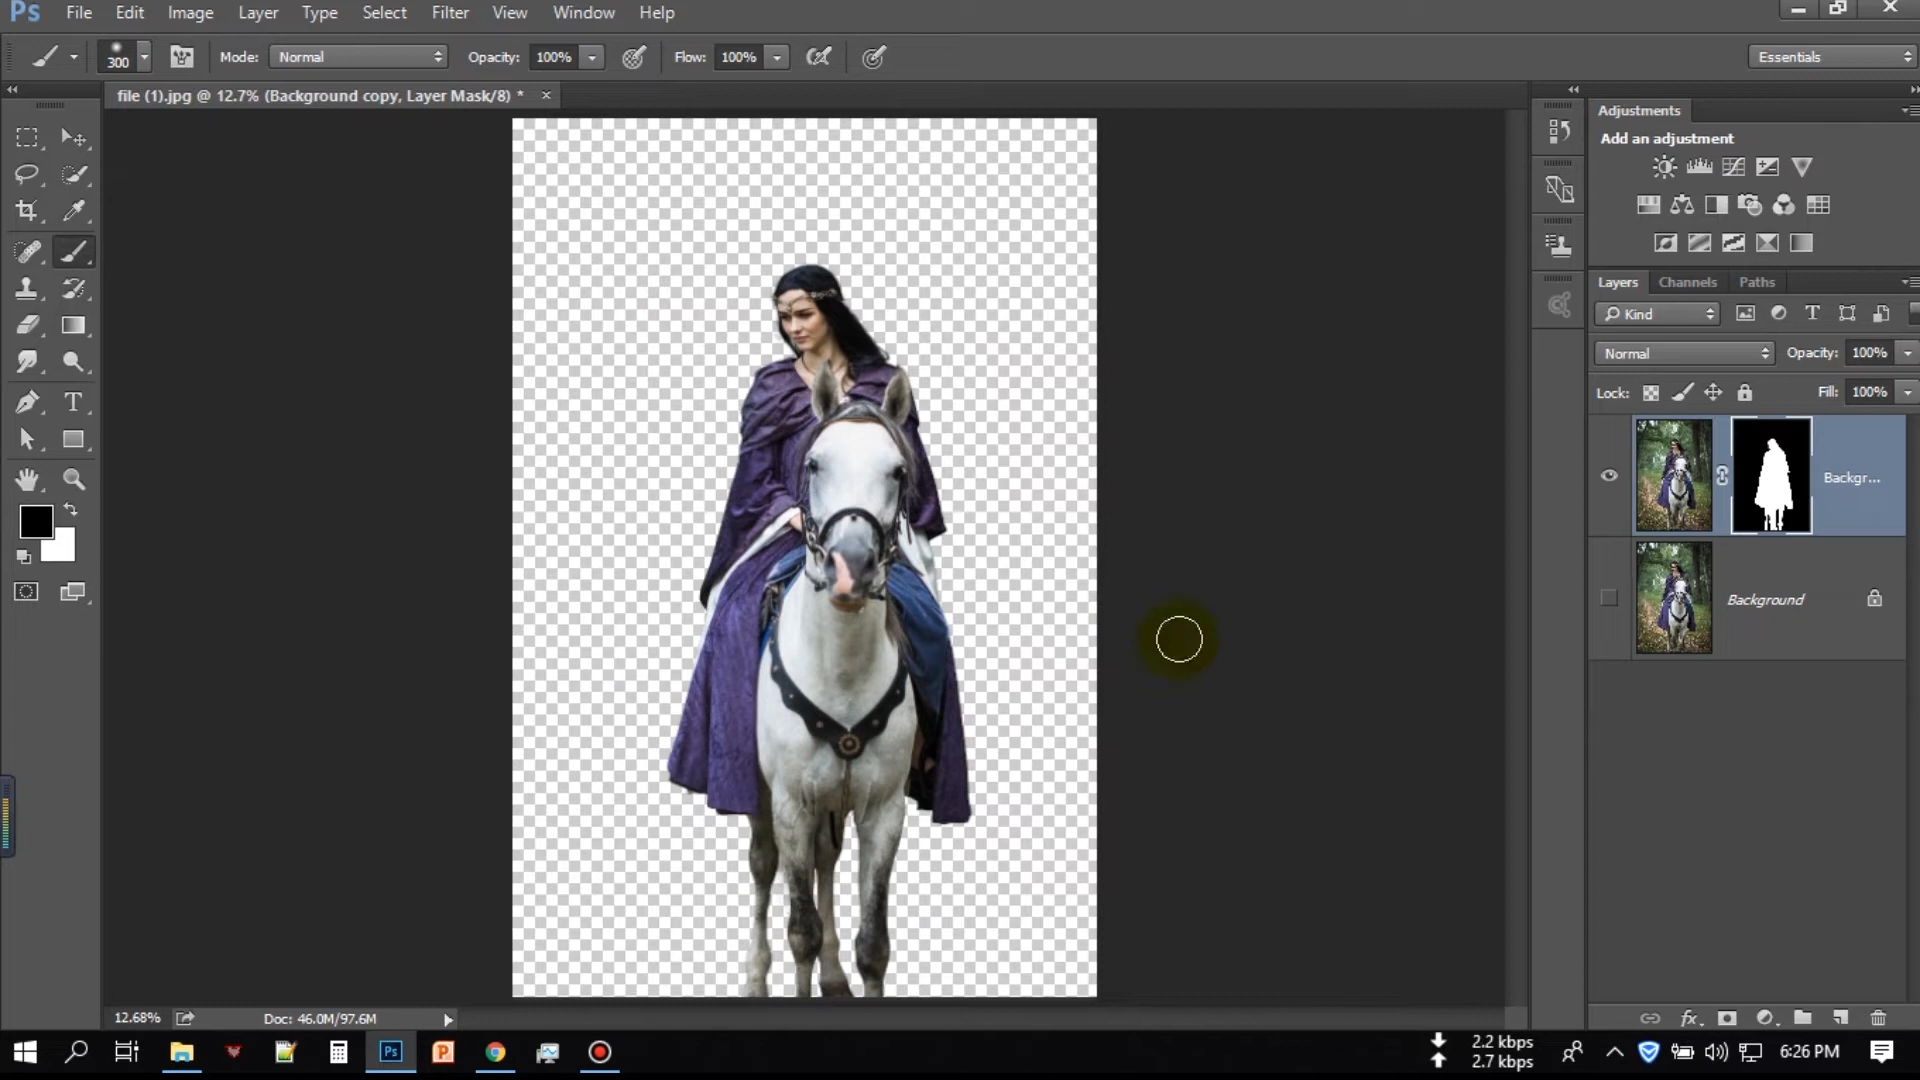 Ps File Edit Image Layer Type Select Filter View Window Help
300 Mode: Normal Opacity: 100% Flow: 100% Essentials
file (1).jpg @ 12.7% (Background copy, Layer Mask/8) *
Adjustments
Add an adjustment
Layers Channels Paths
Kind
Normal Opacity: 100%
Lock: Fill: 100%
Backgr...
Background
12.68% Doc: 46.0M/97.6M
2.2 kbps
2.7 kbps
6:26 PM